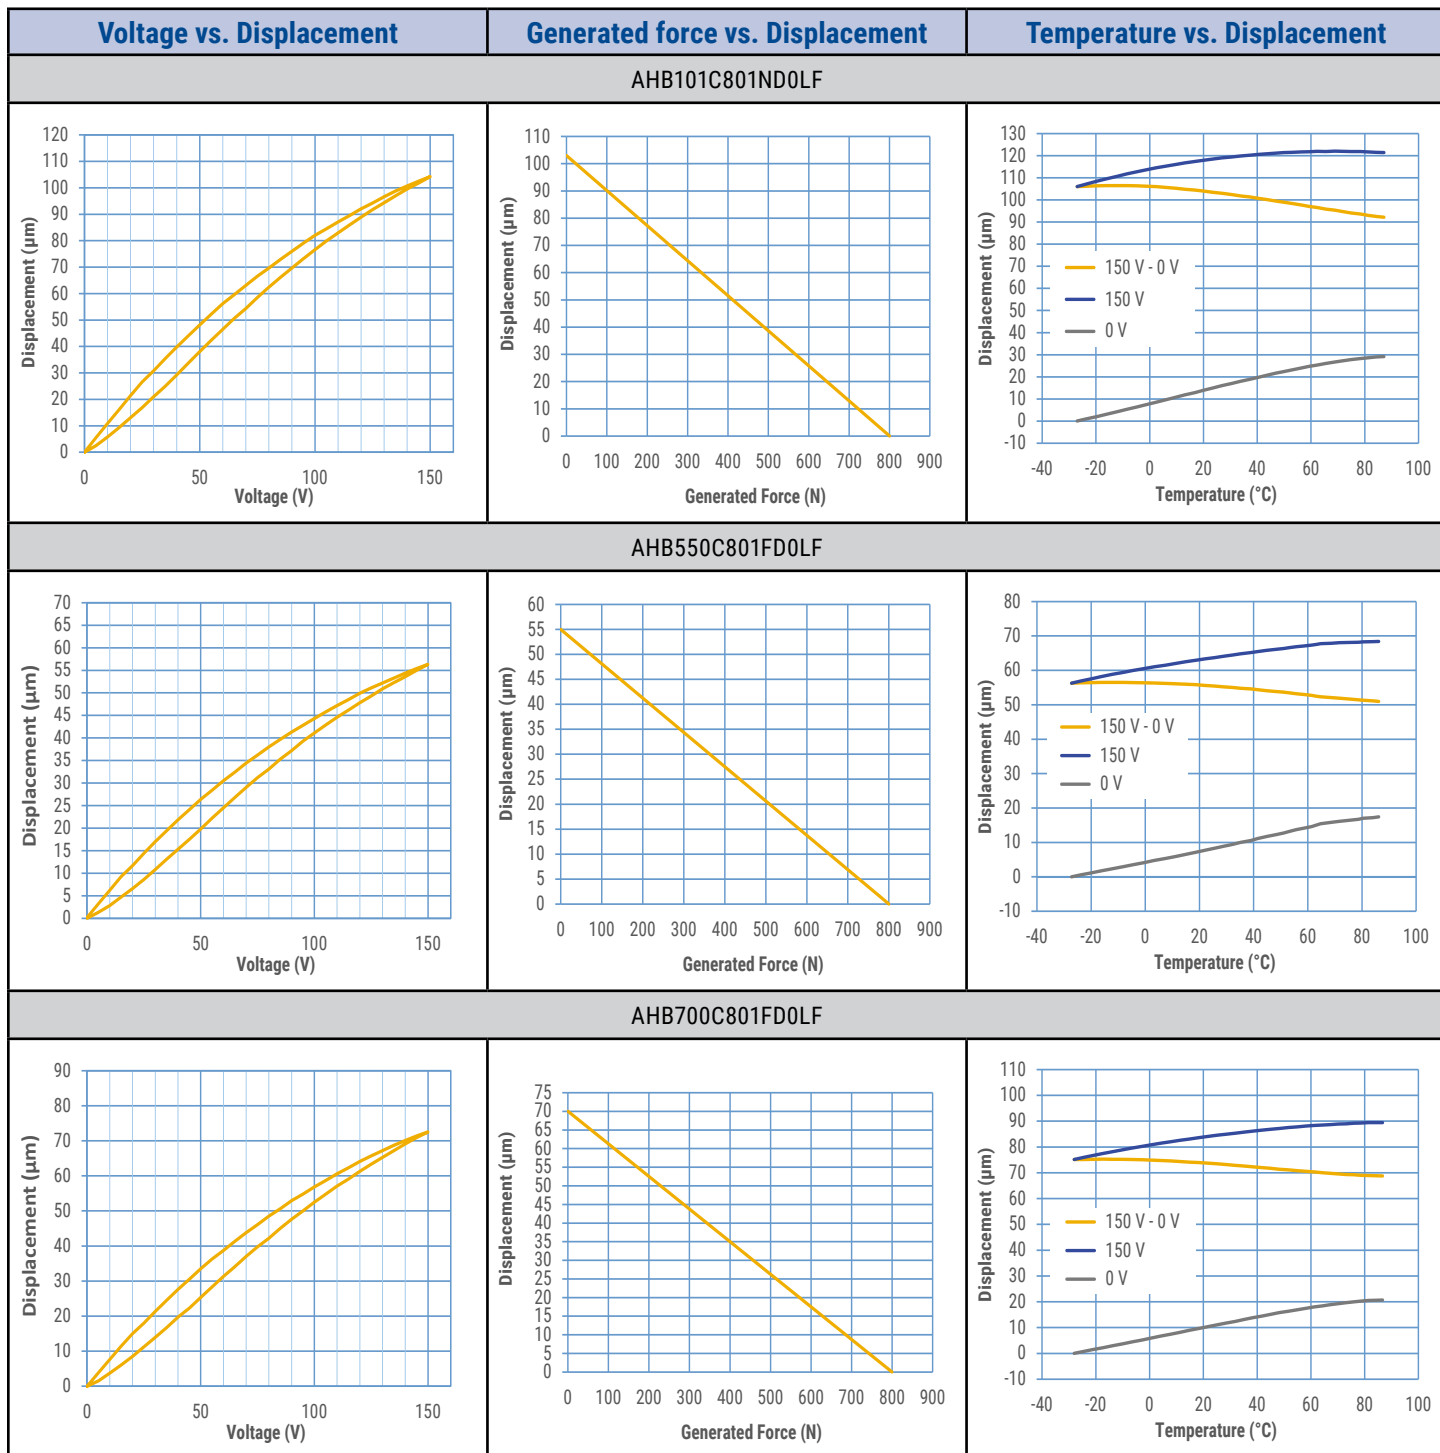 Voltage vs. Displacement
Generated force vs. Displacement
Temperature vs. Displacement
AHB101C801ND0LF
120
110
100
90
80
70
60
50
40
30
20
10
0
Displacement (µm)
0 50 100 150
Voltage (V)
110
100
90
80
70
60
50
40
30
20
10
0
Displacement (µm)
0 100 200 300 400 500 600 700 800 900
Generated Force (N)
130
120
110
100
90
80
70
60
50
40
30
20
10
0
-10
Displacement (µm)
150 V - 0 V
150 V
0 V
-40 -20 0 20 40 60 80 100
Temperature (°C)
AHB550C801FD0LF
70
65
60
55
50
45
40
35
30
25
20
15
10
5
0
Displacement (µm)
0 50 100 150
Voltage (V)
60
55
50
45
40
35
30
25
20
15
10
5
0
Displacement (µm)
0 100 200 300 400 500 600 700 800 900
Generated Force (N)
80
70
60
50
40
30
20
10
0
-10
Displacement (µm)
150 V - 0 V
150 V
0 V
-40 -20 0 20 40 60 80 100
Temperature (°C)
AHB700C801FD0LF
90
80
70
60
50
40
30
20
10
0
Displacement (µm)
0 50 100 150
Voltage (V)
75
70
65
60
55
50
45
40
35
30
25
20
15
10
5
0
Displacement (µm)
0 100 200 300 400 500 600 700 800 900
Generated Force (N)
110
100
90
80
70
60
50
40
30
20
10
0
-10
Displacement (µm)
150 V - 0 V
150 V
0 V
-40 -20 0 20 40 60 80 100
Temperature (°C)